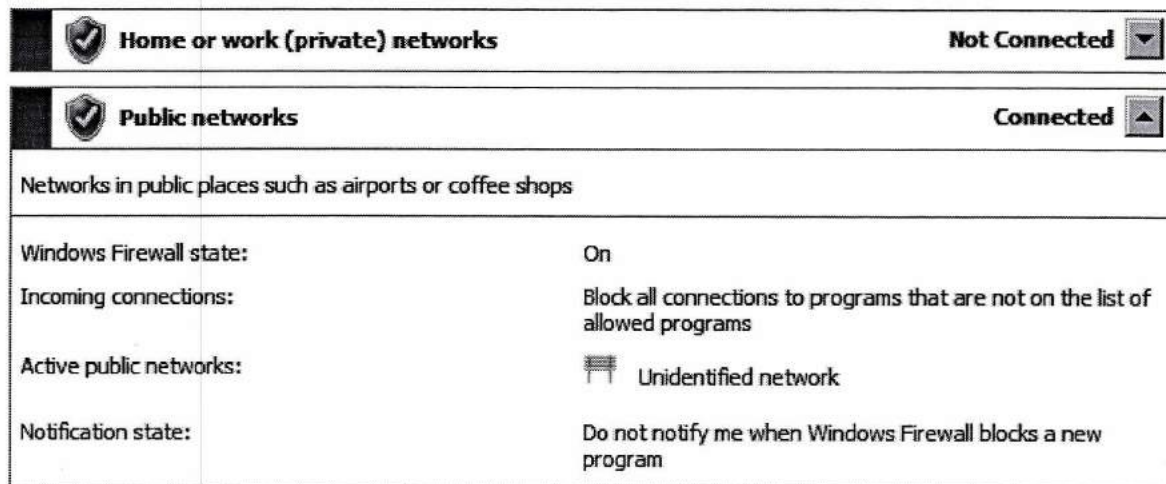 Home or work (private) networks Not Connected
Public networks Connected
Networks in public places such as airports or coffee shops
Windows Firewall state: On
Incoming connections: Block all connections to programs that are not on the list of
allowed programs
Active public networks: Unidentified network
Notification state: Do not notify me when Windows Firewall blocks a new
program